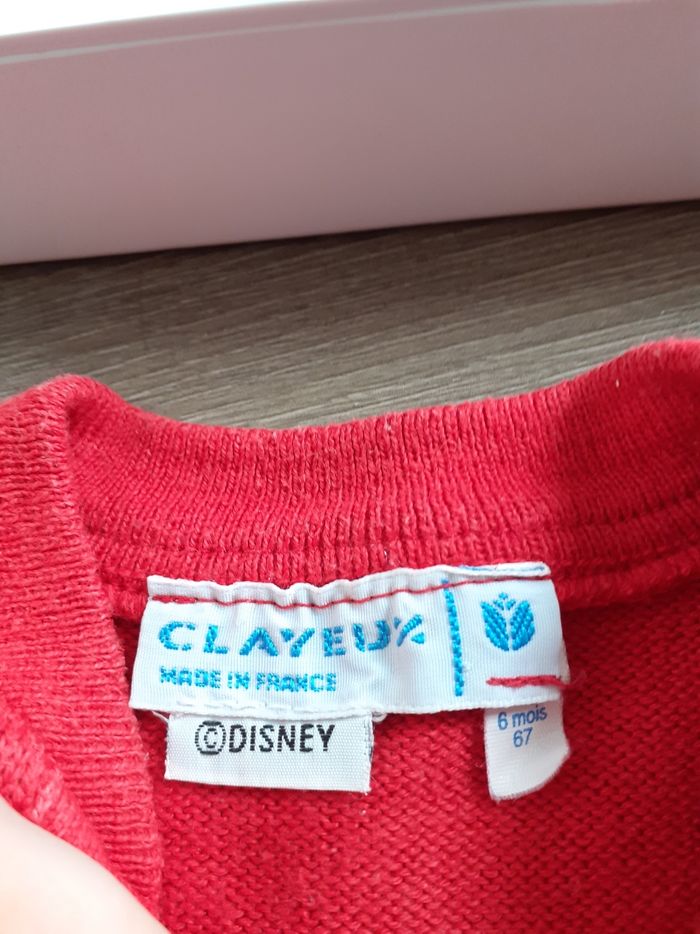 CLAYEUX
MADE IN FRANCE
©DISNEY
6 mois
67